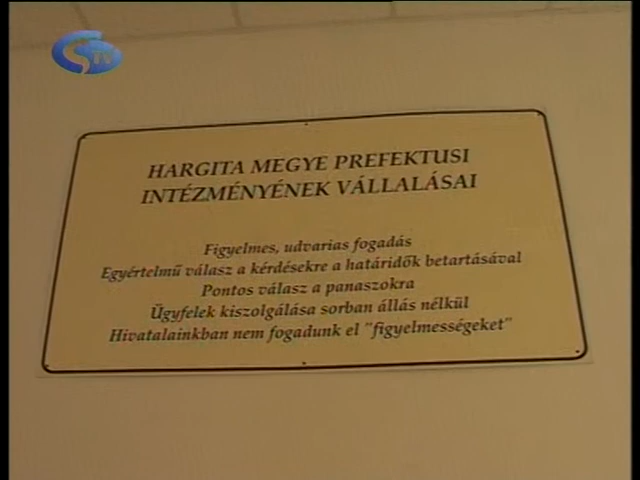 STV
HARGITA MEGYE PREFEKTUSI
INTÉZMÉNYÉNEK VÁLLALÁSAI
Figyelmes, udvarias fogadás
Egyértelmű válasz a kérdésekre a határidők betartásával
Pontos válasz a panaszokra
Ügyfelek kiszolgálása sorban állás nélkül
Hivatalainkban nem fogadunk el "figyelmességeket"